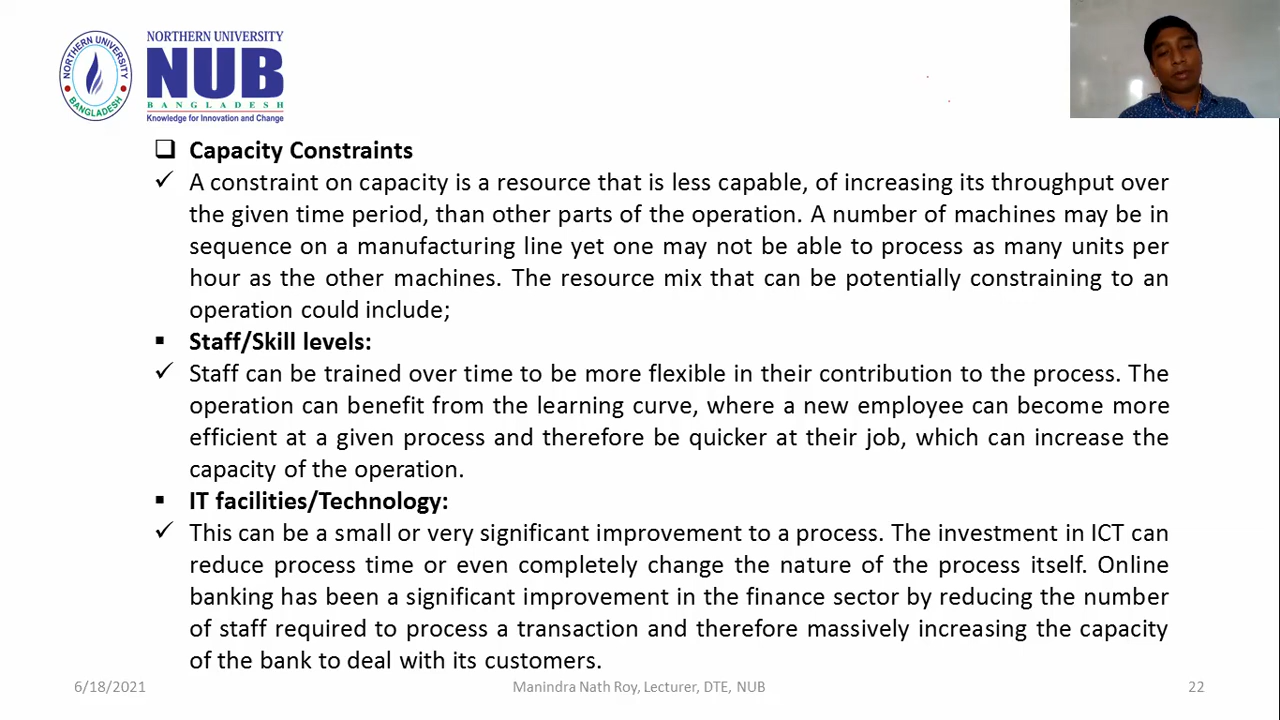 NORTHERN UNIVERSITY
BANGLADESH
NORTHERN UNIVERSITY
NUB
BANGLADESH
Knowledge for Innovation and Change
Capacity Constraints
A constraint on capacity is a resource that is less capable, of increasing its throughput over
the given time period, than other parts of the operation. A number of machines may be in
sequence on a manufacturing line yet one may not be able to process as many units per
hour as the other machines. The resource mix that can be potentially constraining to an
operation could include;
Staff/Skill levels:
Staff can be trained over time to be more flexible in their contribution to the process. The
operation can benefit from the learning curve, where a new employee can become more
efficient at a given process and therefore be quicker at their job, which can increase the
capacity of the operation.
IT facilities/Technology:
This can be a small or very significant improvement to a process. The investment in ICT can
reduce process time or even completely change the nature of the process itself. Online
banking has been a significant improvement in the finance sector by reducing the number
of staff required to process a transaction and therefore massively increasing the capacity
of the bank to deal with its customers.
6/18/2021 Manindra Nath Roy, Lecturer, DTE, NUB 22